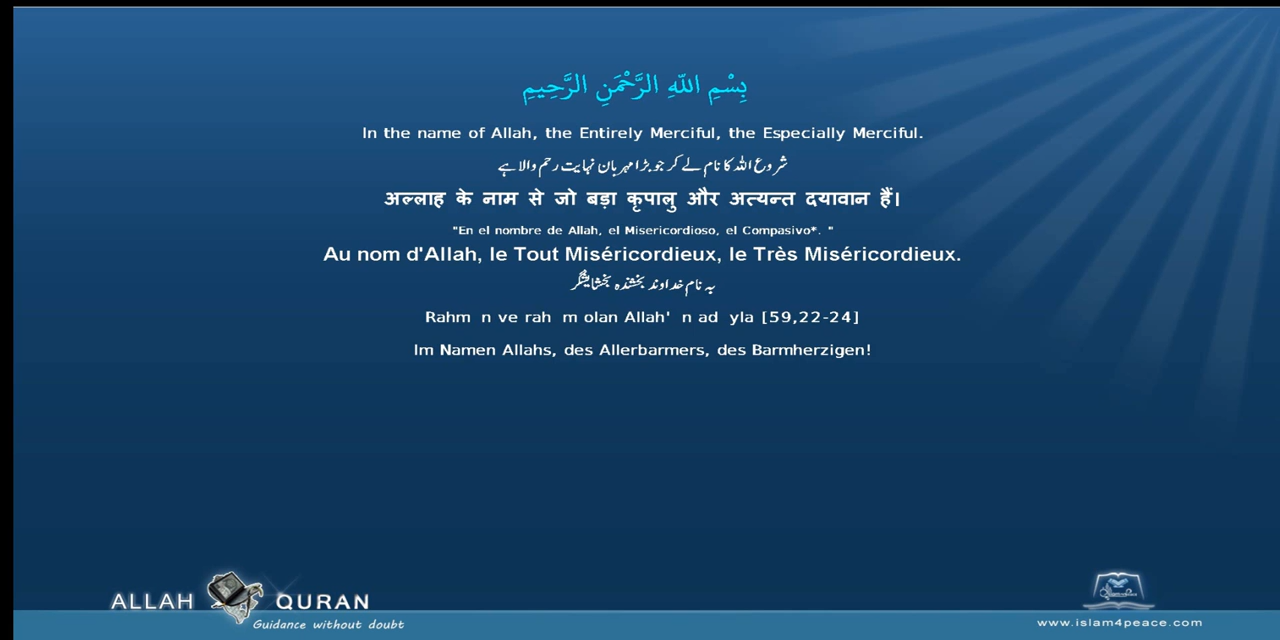 بِسْمِ اللّهِ الرَّحْمَنِ الرَّحِيمِ
In the name of Allah, the Entirely Merciful, the Especially Merciful.
شروع الله کا نام لے کر جو بڑا مہربان نہایت رحم والا ہے
अल्लाह के नाम से जो बड़ा कृपालु और अत्यन्त दयावान हैं।
"En el nombre de Allah, el Misericordioso, el Compasivo*. "
Au nom d'Allah, le Tout Miséricordieux, le Très Miséricordieux.
به نام خداوند بخشنده بخشایشگر
Rahm n ve rah m olan Allah' n ad yla [59,22-24]
Im Namen Allahs, des Allerbarmers, des Barmherzigen!
ALLAH QURAN
Guidance without doubt
www.islam4peace.com